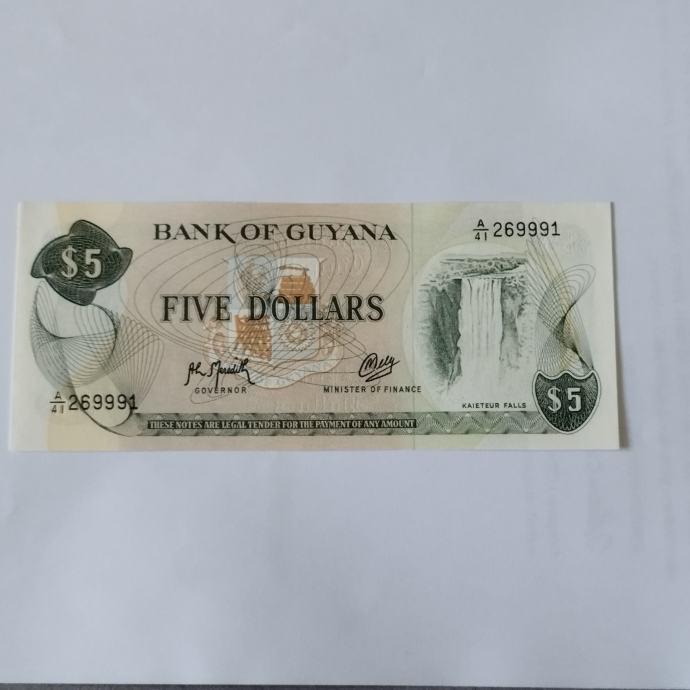 BANK OF GUYANA
A/41 269991
$5
FIVE DOLLARS
GOVERNOR
MINISTER OF FINANCE
A/41 269991
KAIETEUR FALLS
$5
THESE NOTES ARE LEGAL TENDER FOR THE PAYMENT OF ANY AMOUNT